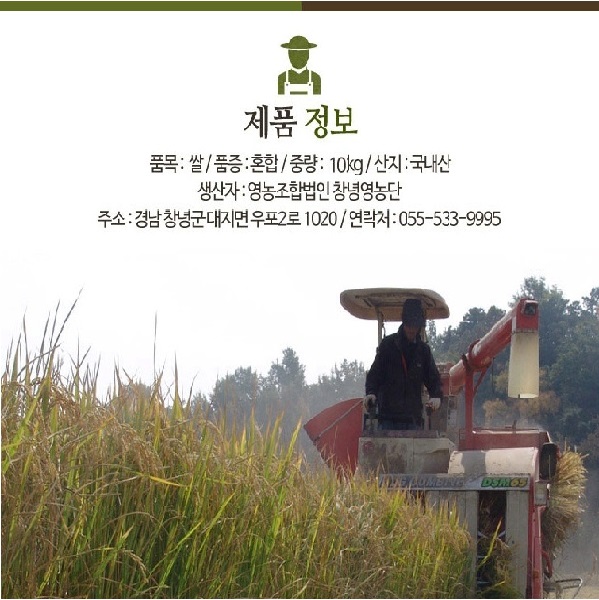 제품 정보
품목 : 쌀 / 품종 : 혼합 / 중량 : 10kg / 산지 : 국내산
생산자 : 영농조합법인 창녕영농단
주소 : 경남 창녕군 대지면 우포2로 1020 / 연락처 : 055-533-9995
DSM65